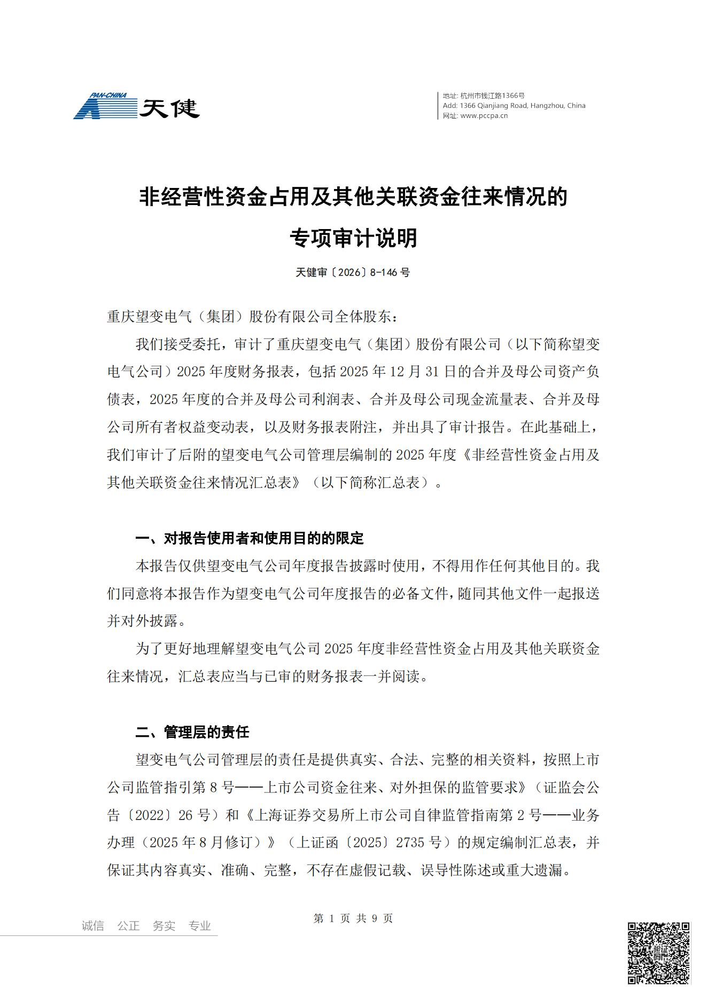 PAN-CHINA
天健
地址: 杭州市钱江路1366号
Add: 1366 Qianjiang Road, Hangzhou, China
网址: www.pccpa.cn
非经营性资金占用及其他关联资金往来情况的
专项审计说明
天健审〔2026〕8-146 号
重庆望变电气（集团）股份有限公司全体股东：
我们接受委托，审计了重庆望变电气（集团）股份有限公司（以下简称望变
电气公司）2025 年度财务报表，包括 2025 年 12 月 31 日的合并及母公司资产负
债表，2025 年度的合并及母公司利润表、合并及母公司现金流量表、合并及母
公司所有者权益变动表，以及财务报表附注，并出具了审计报告。在此基础上，
我们审计了后附的望变电气公司管理层编制的 2025 年度《非经营性资金占用及
其他关联资金往来情况汇总表》（以下简称汇总表）。
一、对报告使用者和使用目的的限定
本报告仅供望变电气公司年度报告披露时使用，不得用作任何其他目的。我
们同意将本报告作为望变电气公司年度报告的必备文件，随同其他文件一起报送
并对外披露。
为了更好地理解望变电气公司 2025 年度非经营性资金占用及其他关联资金
往来情况，汇总表应当与已审的财务报表一并阅读。
二、管理层的责任
望变电气公司管理层的责任是提供真实、合法、完整的相关资料，按照上市
公司监管指引第 8 号——上市公司资金往来、对外担保的监管要求》（证监会公
告〔2022〕26 号）和《上海证券交易所上市公司自律监管指南第 2 号——业务
办理（2025 年 8 月修订）》（上证函〔2025〕2735 号）的规定编制汇总表，并
保证其内容真实、准确、完整，不存在虚假记载、误导性陈述或重大遗漏。
第 1 页 共 9 页
诚信 公正 务实 专业
验证
码